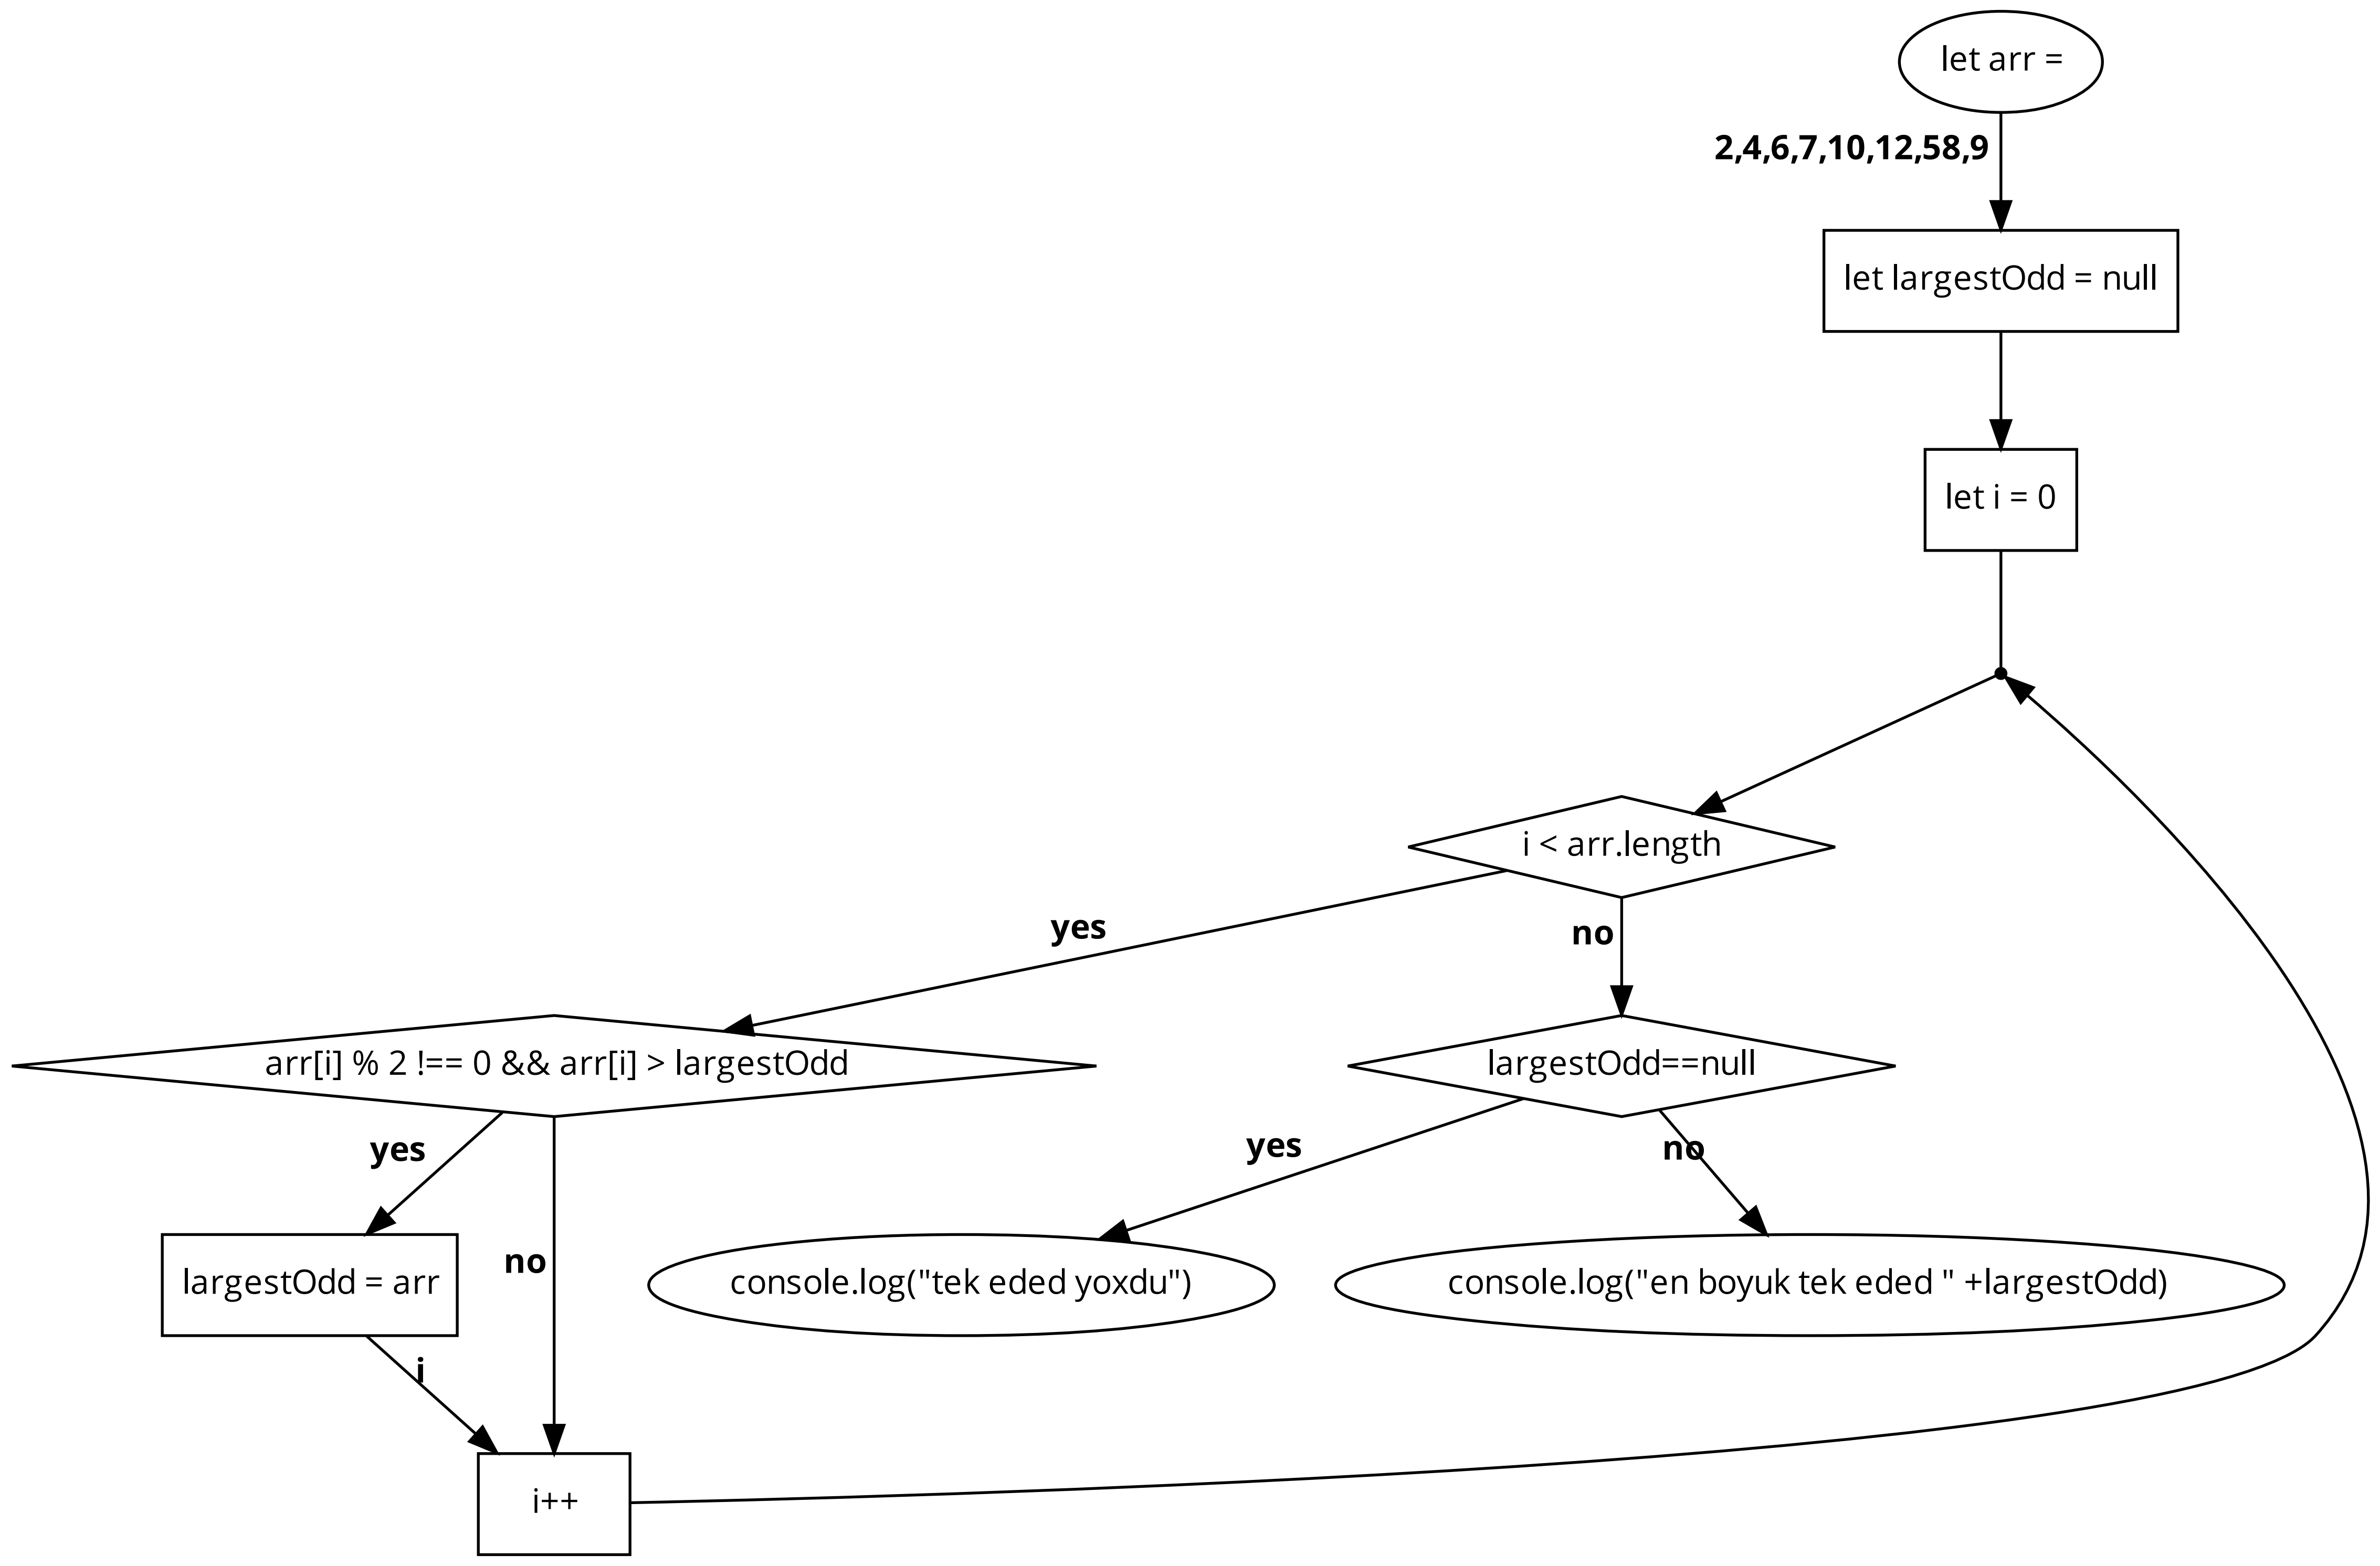 let arr =
2,4,6,7,10,12,58,9
let largestOdd = null
let i = 0
i < arr.length
yes
no
arr[i] % 2 !== 0 && arr[i] > largestOdd
largestOdd==null
yes
no
yes
no
largestOdd = arr
console.log("tek eded yoxdu")
console.log("en boyuk tek eded " +largestOdd)
i
i++